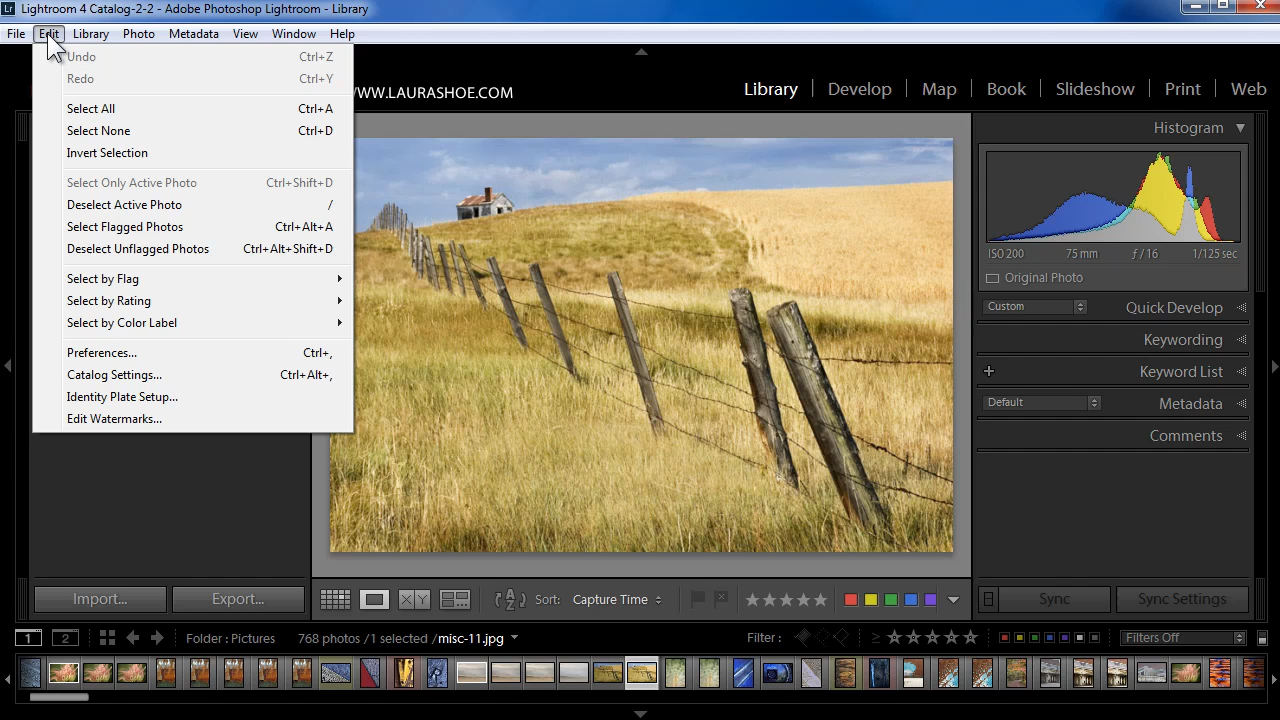 Lr Lightroom 4 Catalog-2-2 - Adobe Photoshop Lightroom - Library
File Edit Library Photo Metadata View Window Help
Undo Ctrl+Z
Redo Ctrl+Y
Select All Ctrl+A
Select None Ctrl+D
Invert Selection
Select Only Active Photo Ctrl+Shift+D
Deselect Active Photo /
Select Flagged Photos Ctrl+Alt+A
Deselect Unflagged Photos Ctrl+Alt+Shift+D
Select by Flag
Select by Rating
Select by Color Label
Preferences... Ctrl+,
Catalog Settings... Ctrl+Alt+,
Identity Plate Setup...
Edit Watermarks...
WW.LAURASHOE.COM
Library Develop Map Book Slideshow Print Web
Histogram
ISO 200 75 mm ƒ / 16 1/125 sec
Original Photo
Custom Quick Develop
Keywording
+ Keyword List
Default Metadata
Comments
Import... Export... XY AZ Sort: Capture Time Sync Sync Settings
1 2 Folder : Pictures 768 photos /1 selected /misc-11.jpg Filter : ≥ Filters Off